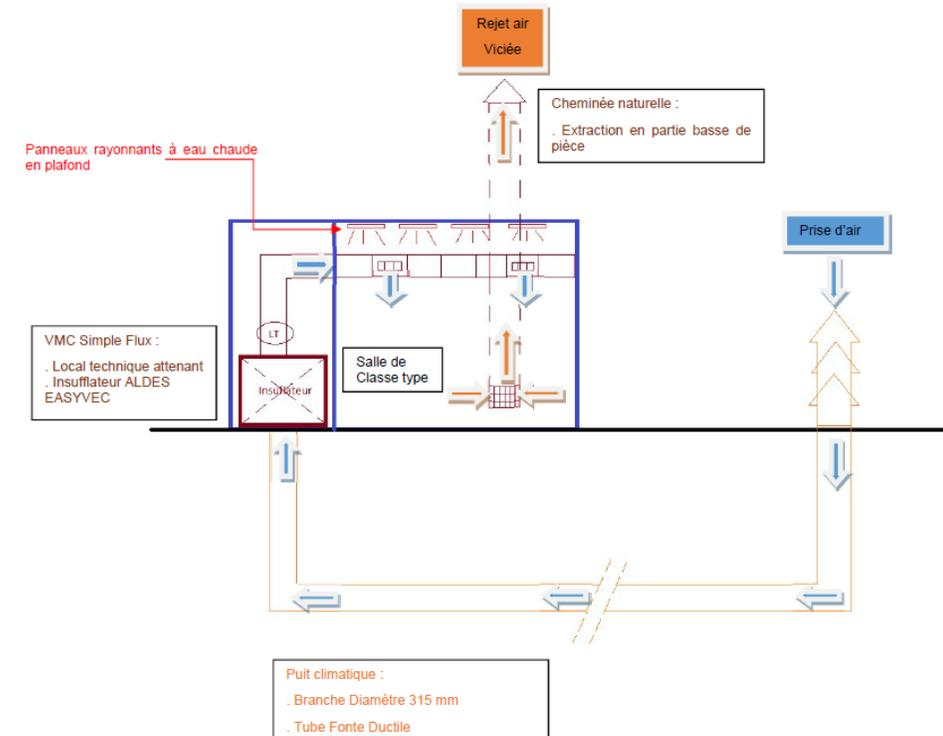 Rejet air
Viciée
Cheminée naturelle :
. Extraction en partie basse de
pièce
Panneaux rayonnants à eau chaude
en plafond
Prise d'air
VMC Simple Flux :
. Local technique attenant
. Insufflateur ALDES
EASYVEC
LT
Insuflateur
Salle de
Classe type
Puit climatique :
. Branche Diamètre 315 mm
. Tube Fonte Ductile